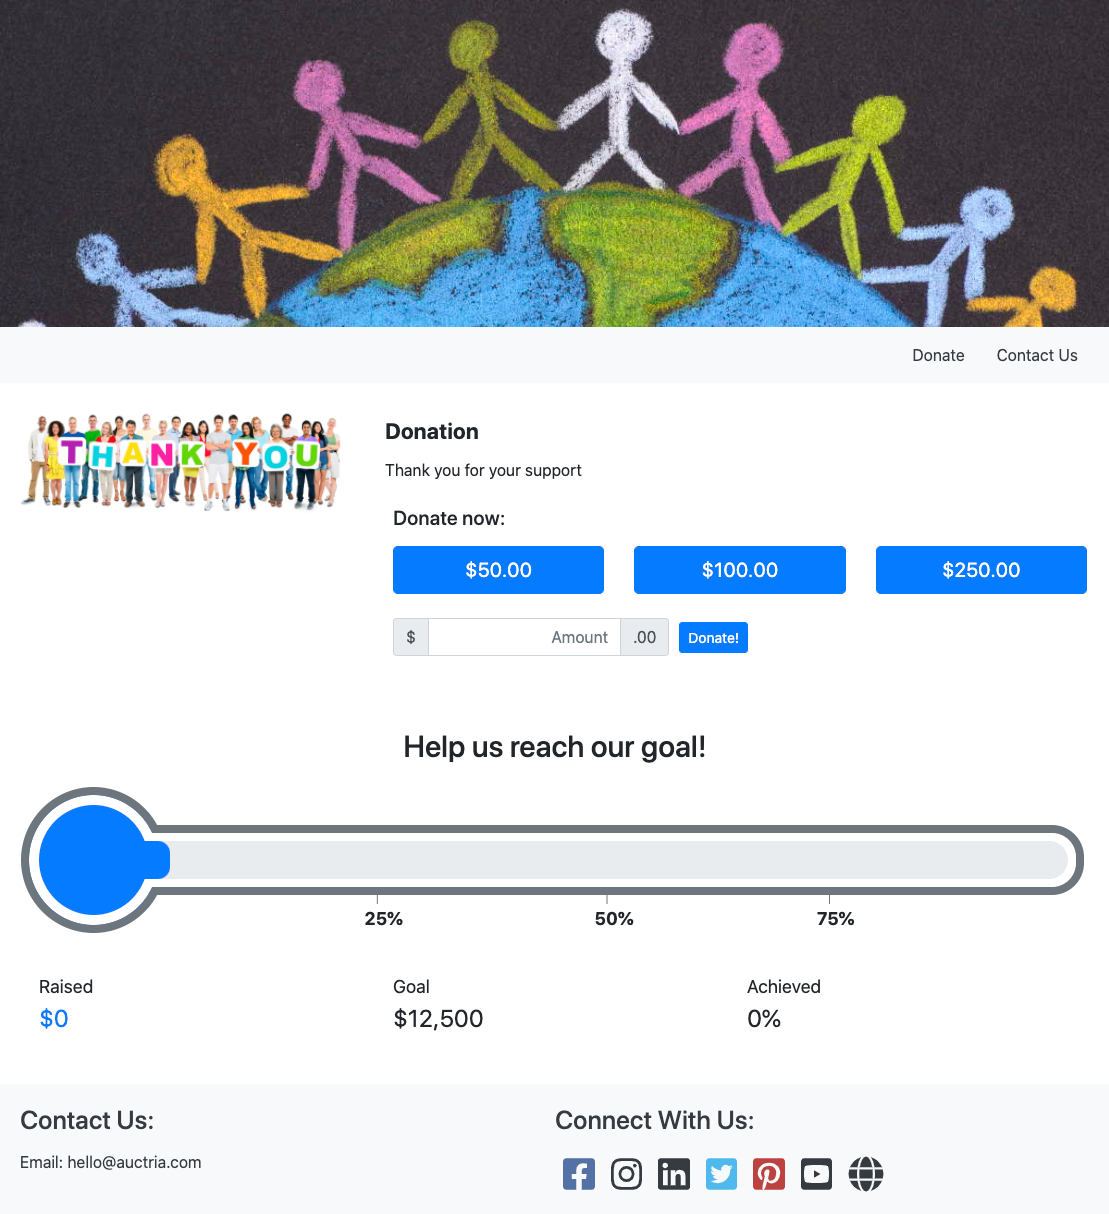 Donate Contact Us
THANK YOU
Donation
Thank you for your support
Donate now:
$50.00 $100.00 $250.00
$ Amount .00 Donate!
Help us reach our goal!
25% 50% 75%
Raised Goal Achieved
$0 $12,500 0%
Contact Us: Connect With Us:
Email: hello@auctria.com